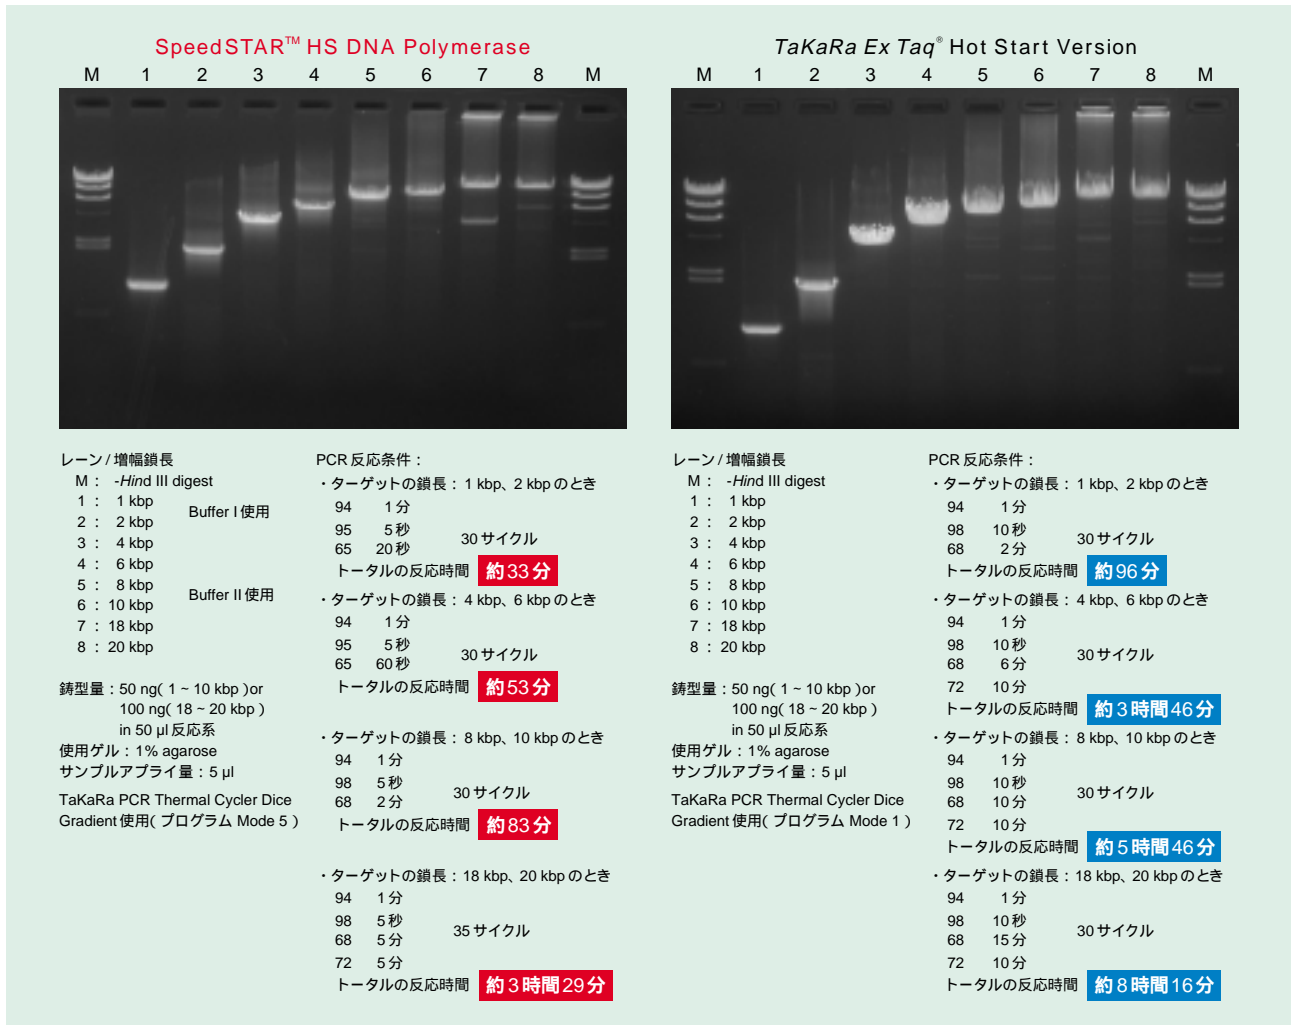 SpeedSTAR™ HS DNA Polymerase
M 1 2 3 4 5 6 7 8 M
レーン/増幅鎖長
M : -Hind III digest
1 : 1 kbp
2 : 2 kbp
Buffer I 使用
3 : 4 kbp
4 : 6 kbp
5 : 8 kbp
6 : 10 kbp
7 : 18 kbp
8 : 20 kbp
Buffer II 使用
鋳型量：50 ng( 1 ~ 10 kbp )or
100 ng( 18 ~ 20 kbp )
in 50 µl 反応系
使用ゲル：1% agarose
サンプルアプライ量：5 µl
TaKaRa PCR Thermal Cycler Dice
Gradient 使用( プログラム Mode 5 )
PCR 反応条件：
・ターゲットの鎖長：1 kbp、2 kbp のとき
94 1 分
95 5 秒
65 20 秒
30 サイクル
トータルの反応時間 約33分
・ターゲットの鎖長：4 kbp、6 kbp のとき
94 1 分
95 5 秒
65 60 秒
30 サイクル
トータルの反応時間 約53分
・ターゲットの鎖長：8 kbp、10 kbp のとき
94 1 分
98 5 秒
68 2 分
30 サイクル
トータルの反応時間 約83分
・ターゲットの鎖長：18 kbp、20 kbp のとき
94 1 分
98 5 秒
68 5 分
35 サイクル
72 5 分
トータルの反応時間 約3時間29分
TaKaRa Ex Taq® Hot Start Version
M 1 2 3 4 5 6 7 8 M
レーン/増幅鎖長
M : -Hind III digest
1 : 1 kbp
2 : 2 kbp
3 : 4 kbp
4 : 6 kbp
5 : 8 kbp
6 : 10 kbp
7 : 18 kbp
8 : 20 kbp
鋳型量：50 ng( 1 ~ 10 kbp )or
100 ng( 18 ~ 20 kbp )
in 50 µl 反応系
使用ゲル：1% agarose
サンプルアプライ量：5 µl
TaKaRa PCR Thermal Cycler Dice
Gradient 使用( プログラム Mode 1 )
PCR 反応条件：
・ターゲットの鎖長：1 kbp、2 kbp のとき
94 1 分
98 10 秒
68 2 分
30 サイクル
トータルの反応時間 約96分
・ターゲットの鎖長：4 kbp、6 kbp のとき
94 1 分
98 10 秒
68 6 分
30 サイクル
72 10 分
トータルの反応時間 約3時間46分
・ターゲットの鎖長：8 kbp、10 kbp のとき
94 1 分
98 10 秒
68 10 分
30 サイクル
72 10 分
トータルの反応時間 約5時間46分
・ターゲットの鎖長：18 kbp、20 kbp のとき
94 1 分
98 10 秒
68 15 分
30 サイクル
72 10 分
トータルの反応時間 約8時間16分